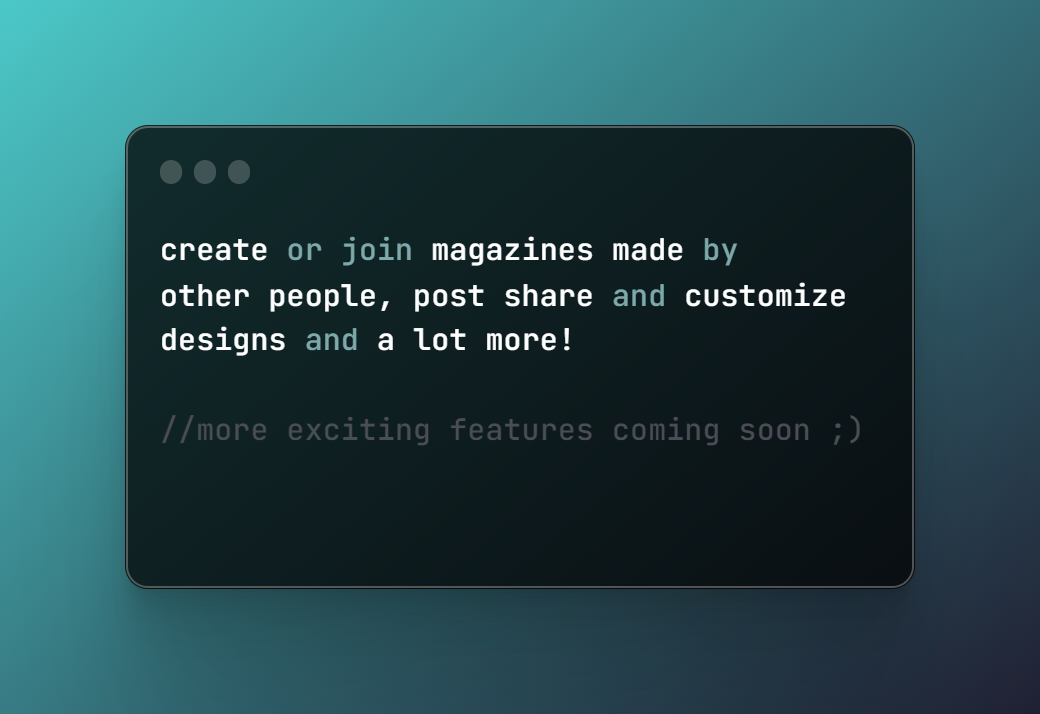 create or join magazines made by
other people, post share and customize
designs and a lot more!
//more exciting features coming soon ;)